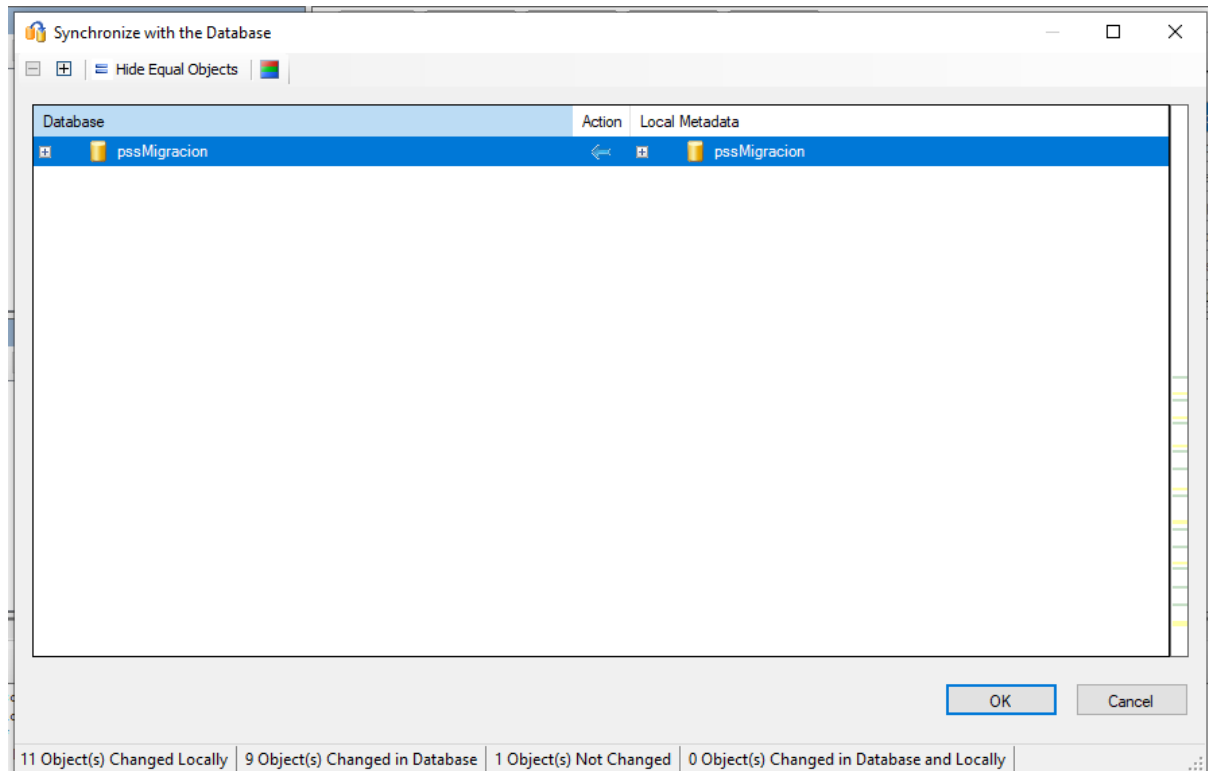 Synchronize with the Database
Hide Equal Objects
Database Action Local Metadata
pssMigracion pssMigracion
OK Cancel
11 Object(s) Changed Locally 9 Object(s) Changed in Database 1 Object(s) Not Changed 0 Object(s) Changed in Database and Locally